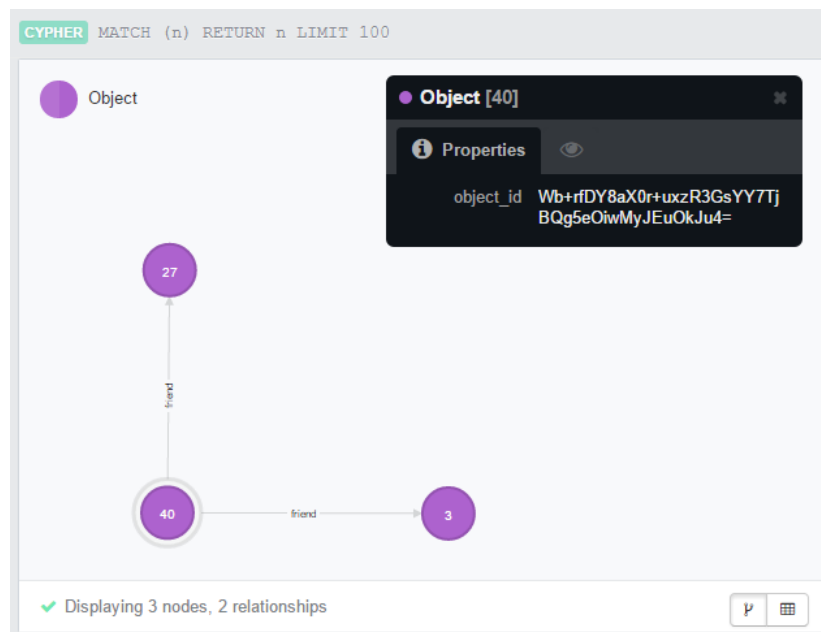 CYPHER MATCH (n) RETURN n LIMIT 100
Object
Object [40]
Properties
object_id Wb+rfDY8aX0r+uxzR3GsYY7Tj
BQg5eOiwMyJEuOkJu4=
27
friend
40
friend
3
Displaying 3 nodes, 2 relationships